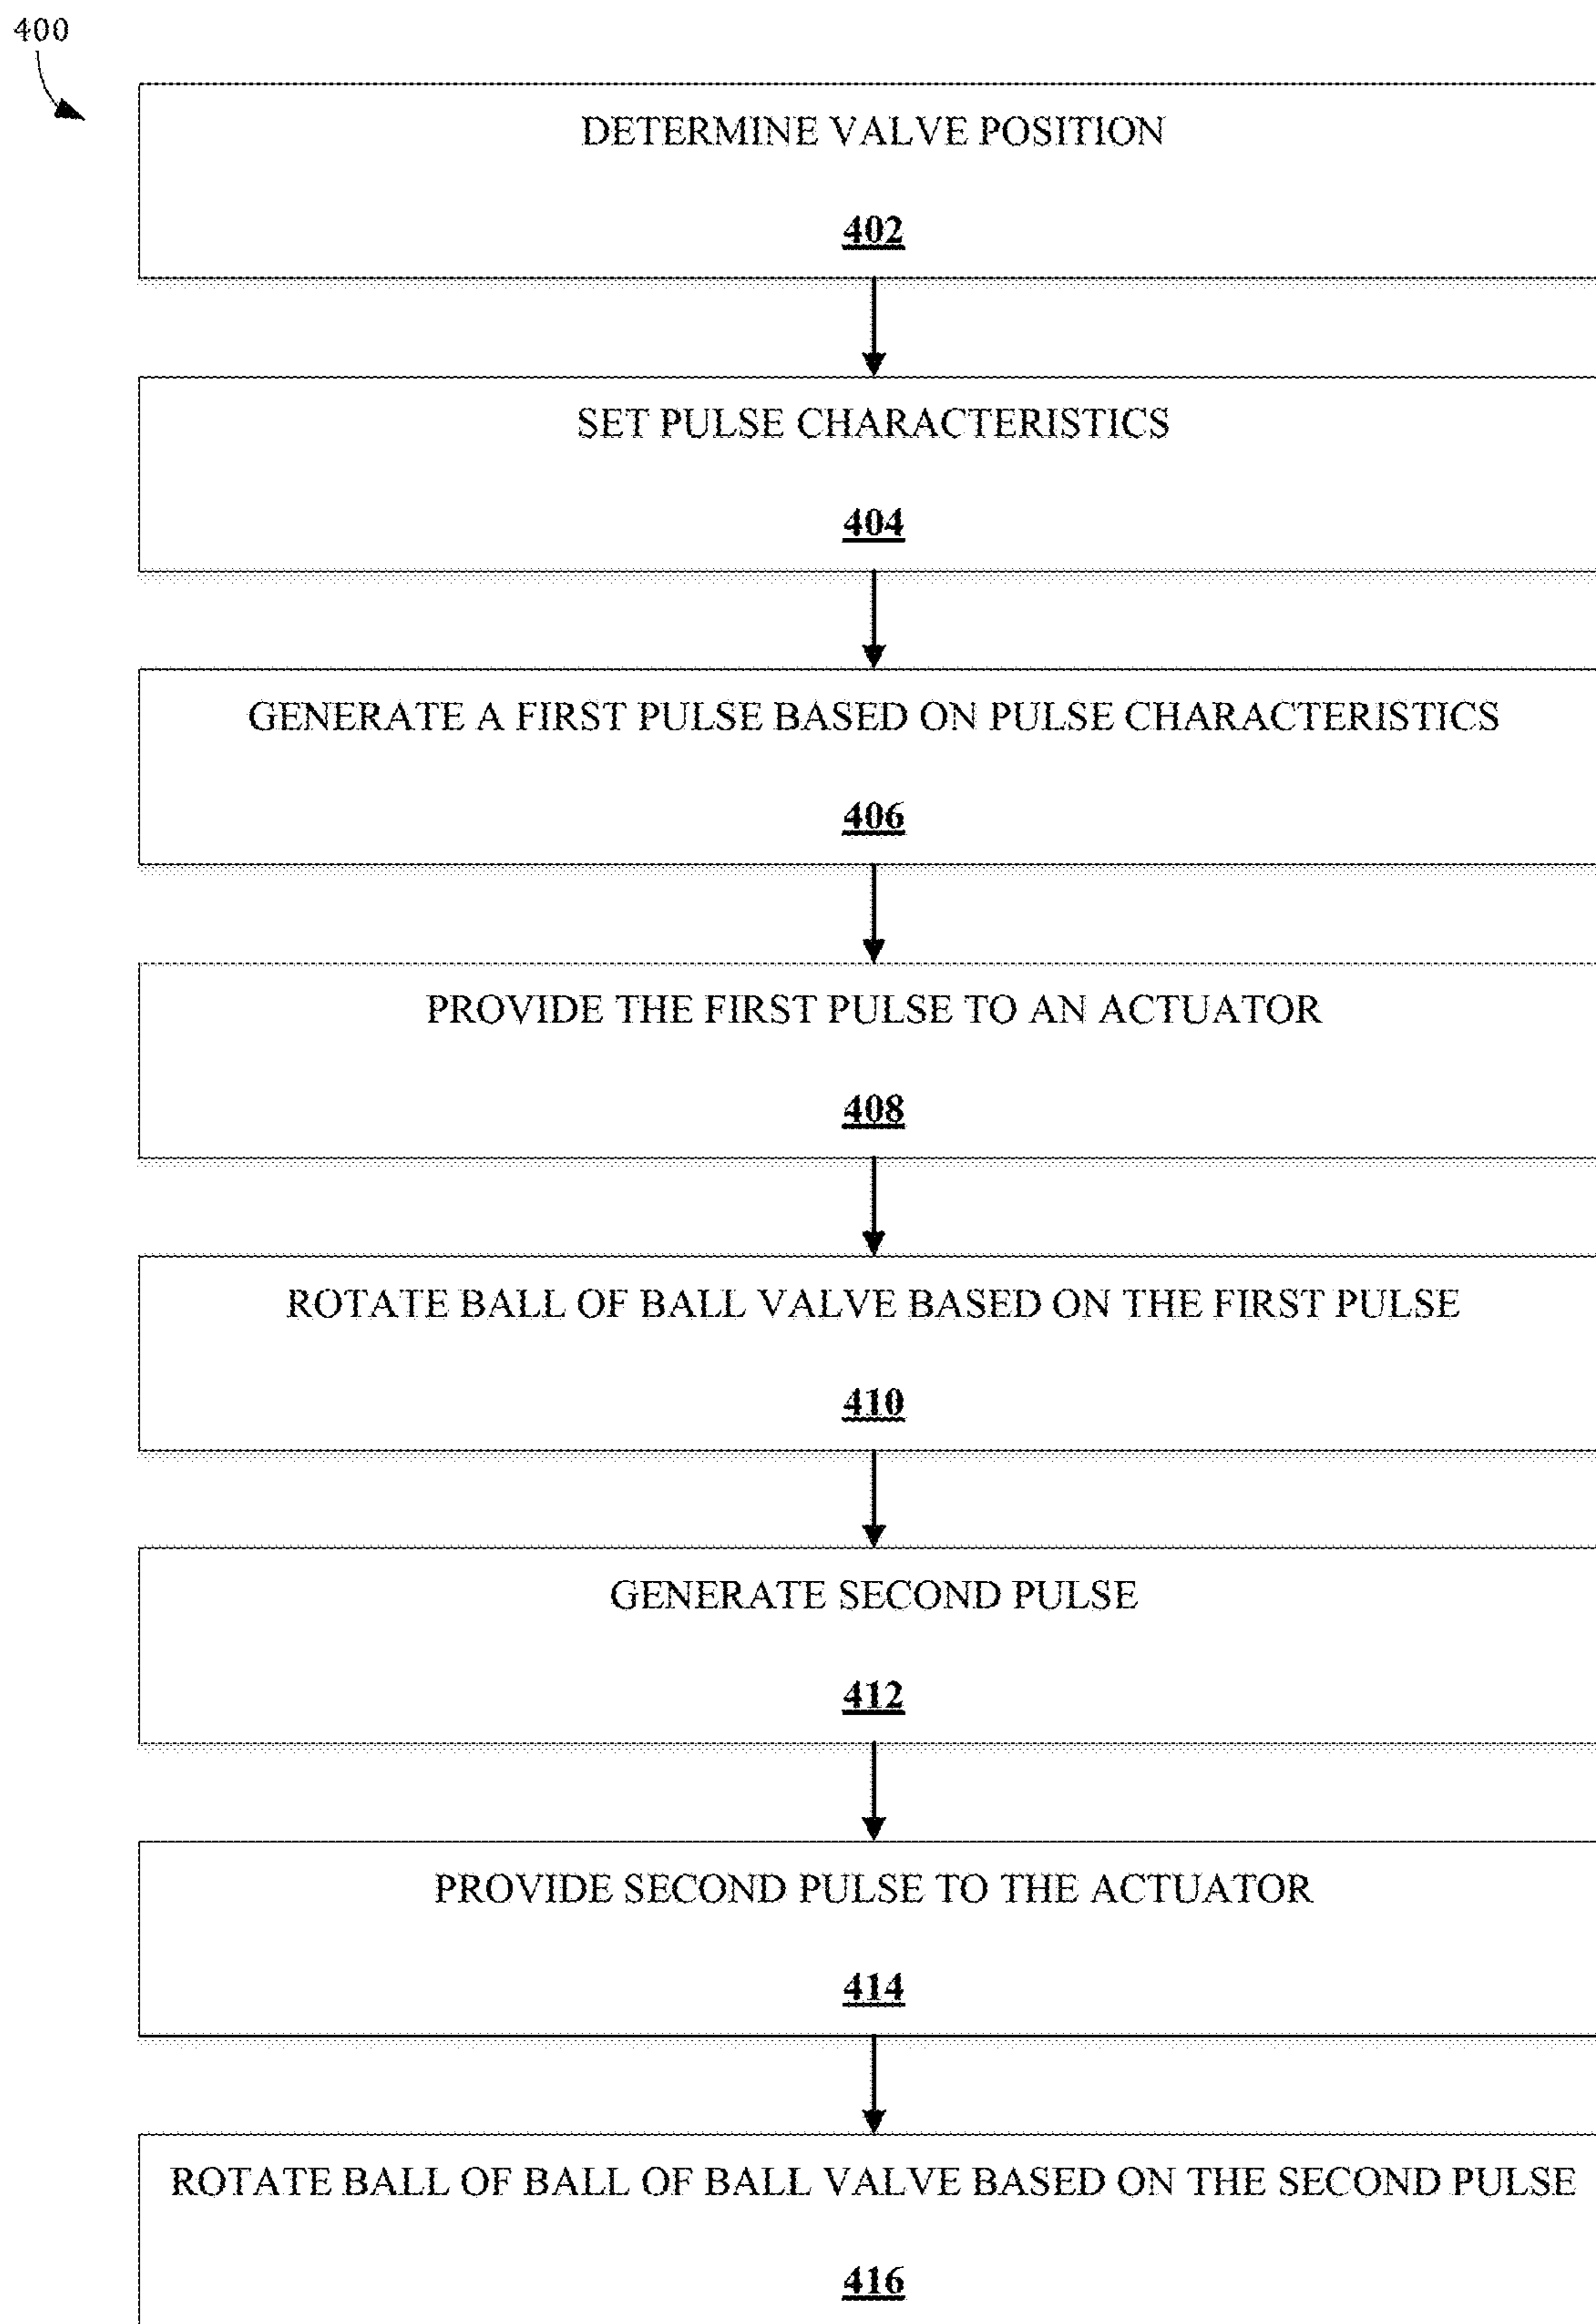 400
DETERMINE VALVE POSITION
402
SET PULSE CHARACTERISTICS
404
GENERATE A FIRST PULSE BASED ON PULSE CHARACTERISTICS
406
PROVIDE THE FIRST PULSE TO AN ACTUATOR
408
ROTATE BALL OF BALL VALVE BASED ON THE FIRST PULSE
410
GENERATE SECOND PULSE
412
PROVIDE SECOND PULSE TO THE ACTUATOR
414
ROTATE BALL OF BALL OF BALL VALVE BASED ON THE SECOND PULSE
416